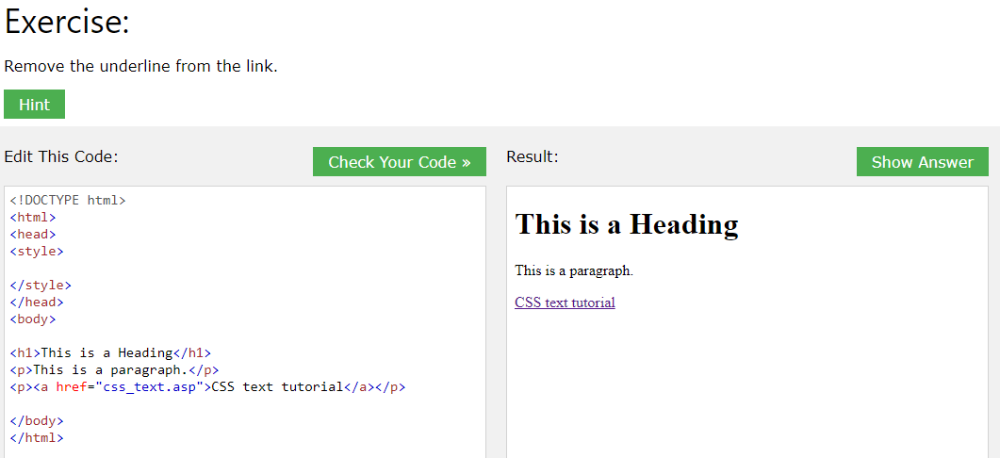 Exercise:
Remove the underline from the link.
Hint
Edit This Code:
Check Your Code »
<!DOCTYPE html>
<html>
<head>
<style>
</style>
</head>
<body>
<h1>This is a Heading</h1>
<p>This is a paragraph.</p>
<p><a href="css_text.asp">CSS text tutorial</a></p>
</body>
</html>
Result:
Show Answer
This is a Heading
This is a paragraph.
CSS text tutorial